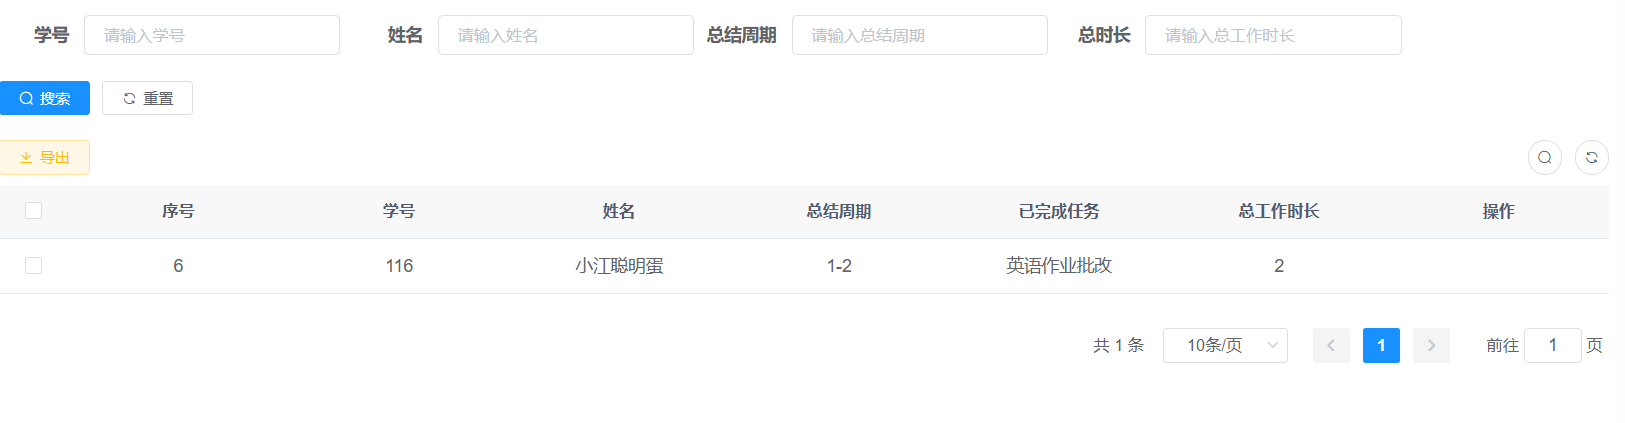 学号 请输入学号 姓名 请输入姓名 总结周期 请输入总结周期 总时长 请输入总工作时长
搜索 重置
导出
序号 学号 姓名 总结周期 已完成任务 总工作时长 操作
6 116 小江聪明蛋 1-2 英语作业批改 2
共 1 条 10条/页 1 前往 1 页